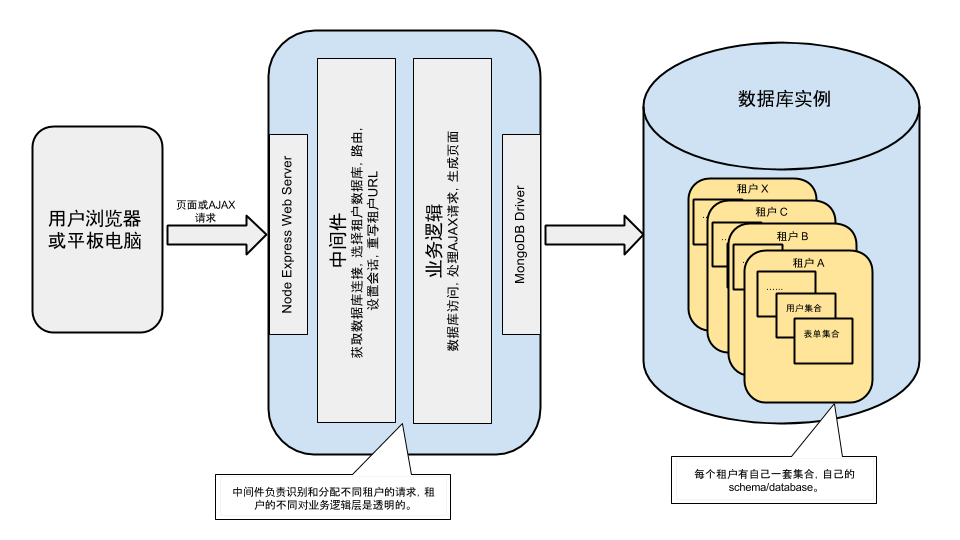 用户浏览器
或平板电脑
页面或AJAX
请求
Node Express Web Server
中间件
获取数据库连接, 选择租户数据库, 路由,
设置会话, 重写租户URL
业务逻辑
数据库访问, 处理AJAX请求, 生成页面
MongoDB Driver
数据库实例
租户 X
租户 C
租户 B
租户 A
......
用户集合
表单集合
中间件负责识别和分配不同租户的请求, 租
户的不同对业务逻辑层是透明的。
每个租户有自己一套集合, 自己的
schema/database。